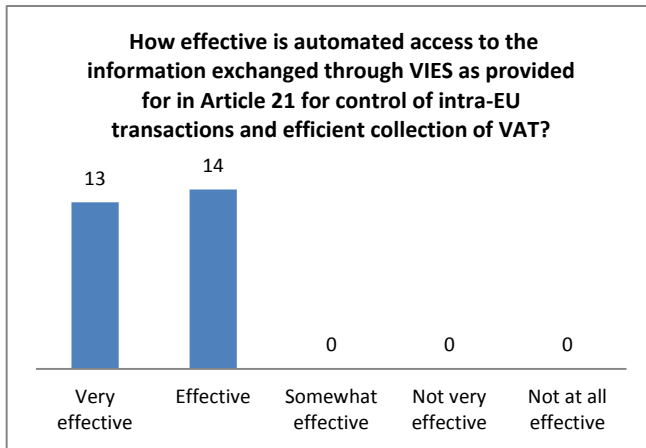 How effective is automated access to the
information exchanged through VIES as provided
for in Article 21 for control of intra-EU
transactions and efficient collection of VAT?
13
14
0
0
0
Very
effective
Effective
Somewhat
effective
Not very
effective
Not at all
effective